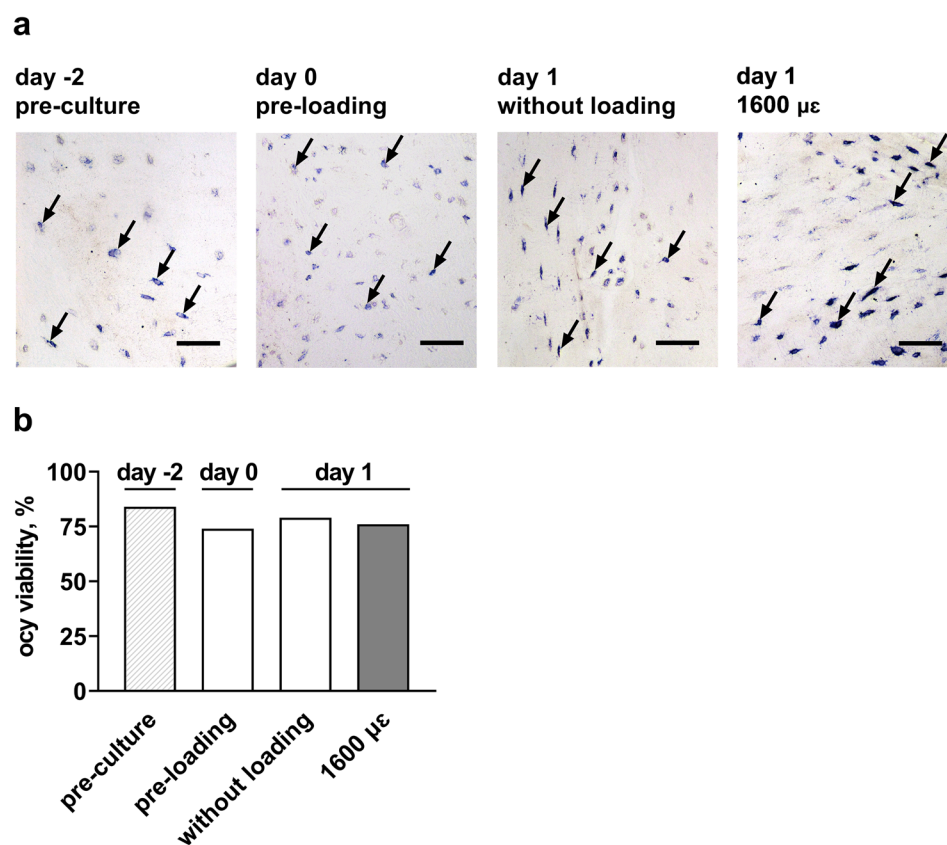 a
day -2
pre-culture
day 0
pre-loading
day 1
without loading
day 1
1600 µε
b
ocy viability, %
100
75
50
25
0
day -2
day 0
day 1
pre-culture
pre-loading
without loading
1600 µε